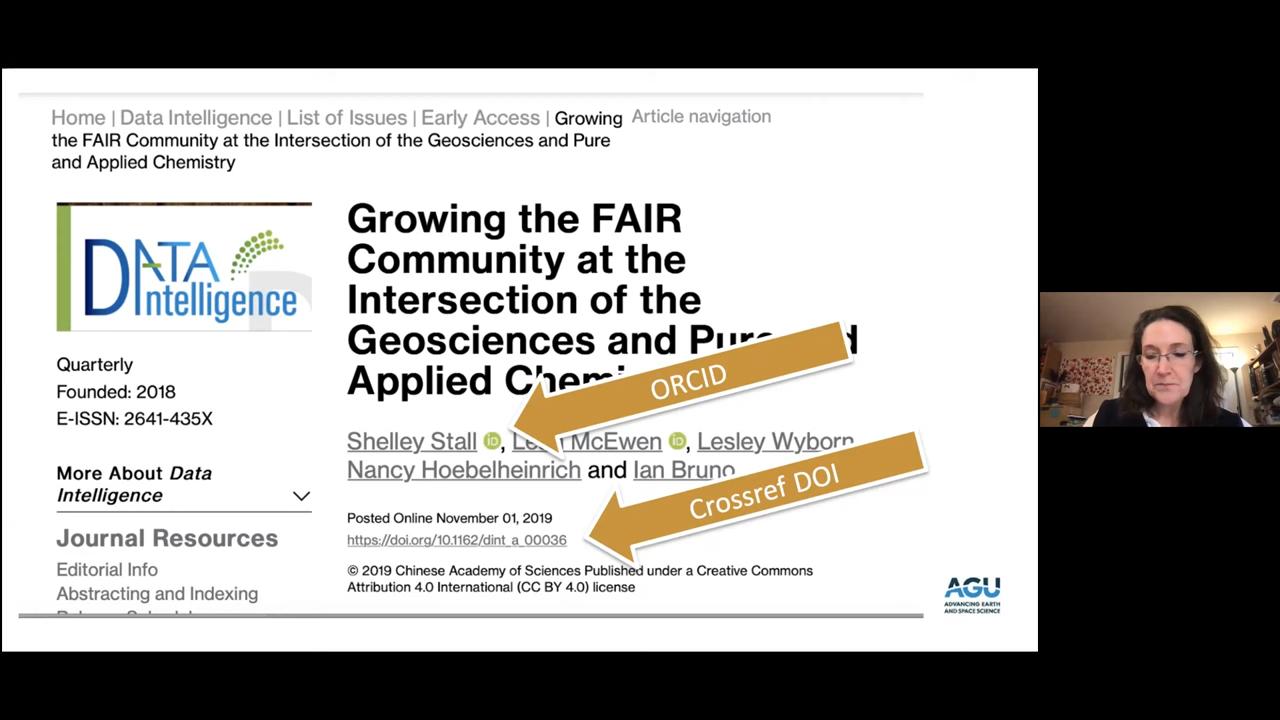 Home | Data Intelligence | List of Issues | Early Access | Growing Article navigation
the FAIR Community at the Intersection of the Geosciences and Pure
and Applied Chemistry
DATA
Intelligence
Quarterly
Founded: 2018
E-ISSN: 2641-435X
More About Data
Intelligence
Journal Resources
Editorial Info
Abstracting and Indexing
Growing the FAIR
Community at the
Intersection of the
Geosciences and
Applied
ORCID
Shelley Stall iD, McEwen iD, Lesley Wyborn
Nancy Hoebelheinrich and Ian Bruno
Crossref DOI
Posted Online November 01, 2019
https://doi.org/10.1162/dint_a_00036
© 2019 Chinese Academy of Sciences Published under a Creative Commons
Attribution 4.0 International (CC BY 4.0) license
AGU
ADVANCING EARTH
AND SPACE SCIENCE